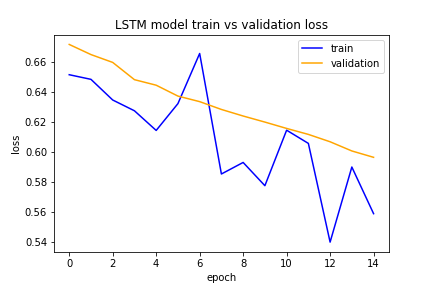 LSTM model train vs validation loss
train
validation
0.66
0.64
0.62
0.60
0.58
0.56
0.54
loss
0 2 4 6 8 10 12 14
epoch